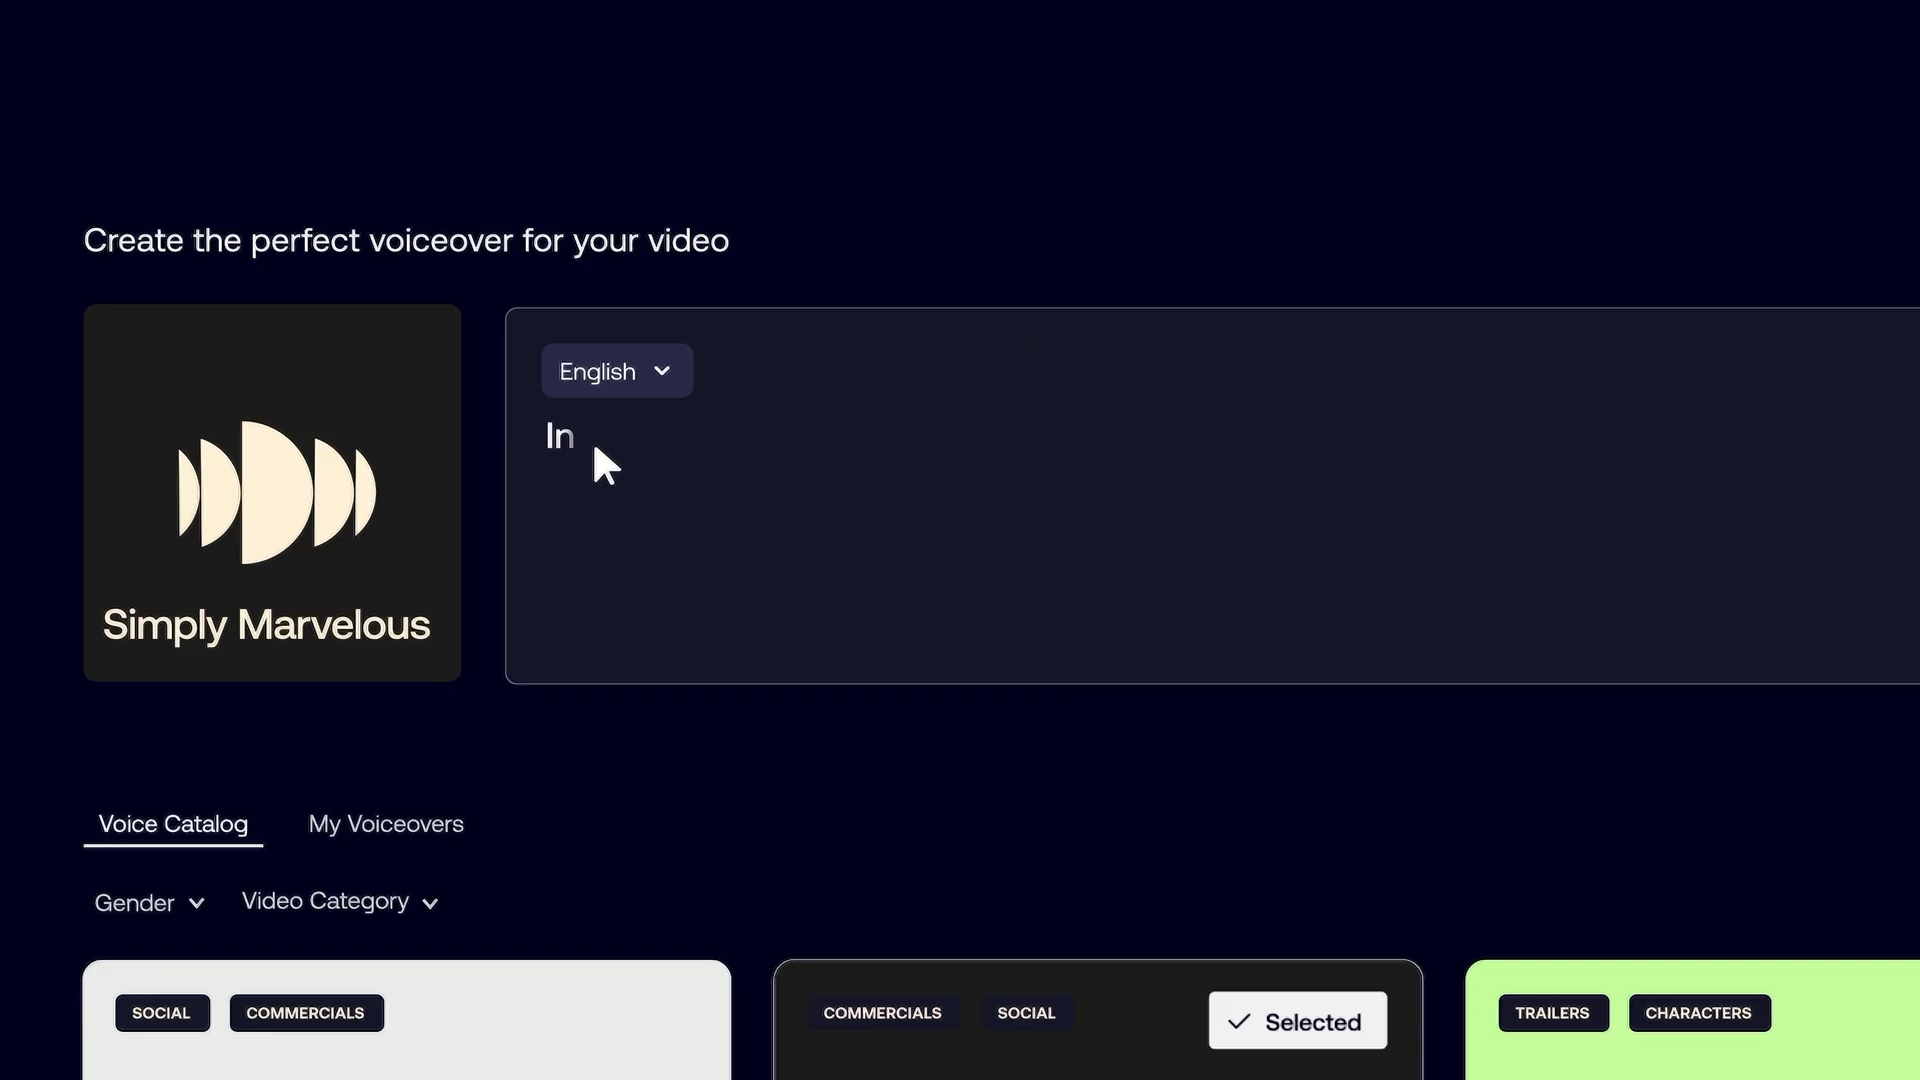 Create the perfect voiceover for your video
English
In
Simply Marvelous
Voice Catalog
My Voiceovers
Gender
Video Category
SOCIAL
COMMERCIALS
COMMERCIALS
SOCIAL
Selected
TRAILERS
CHARACTERS